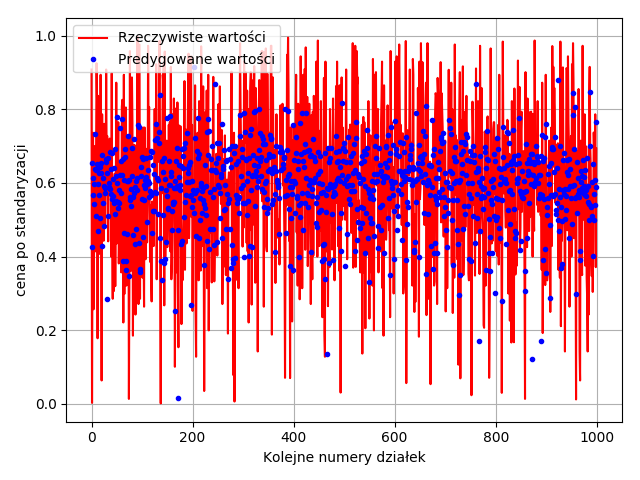 Rzeczywiste wartości
Predygowane wartości
cena po standaryzacji
1.0
0.8
0.6
0.4
0.2
0.0
0 200 400 600 800 1000
Kolejne numery działek